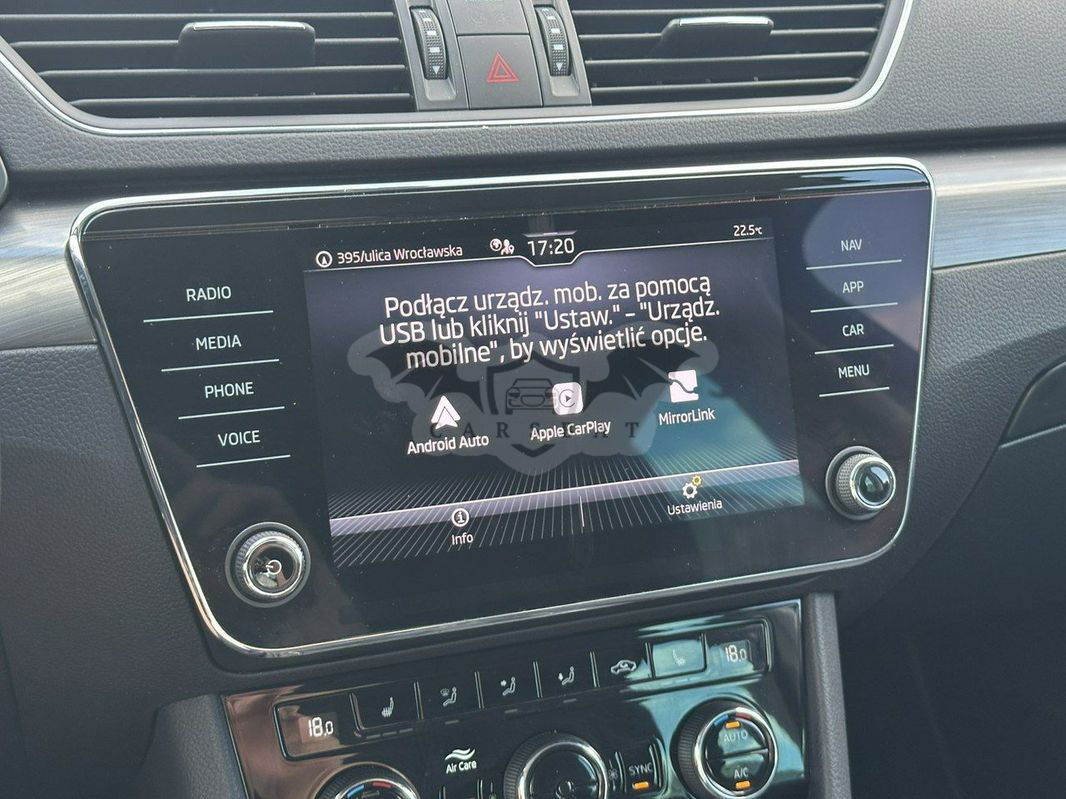 395/ulica Wrocławska
17:20
22.5°C
RADIO
MEDIA
PHONE
VOICE
Podłącz urządz. mob. za pomocą
USB lub kliknij "Ustaw." - "Urządz.
mobilne", by wyświetlić opcje.
Android Auto
Apple CarPlay
MirrorLink
CARSEAT
Info
Ustawienia
NAV
APP
CAR
MENU
18.0
18.0
Air Care
SYNC
AUTO
A/C